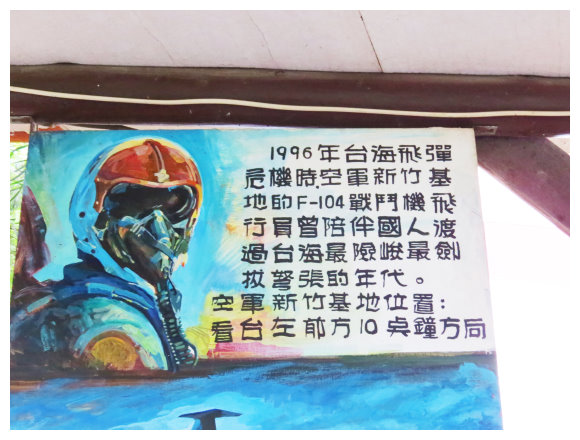 1996年台海飛彈
危機時空軍新竹基
地的F-104戰鬥機飛
行員曾陪伴國人渡
過台海最險峻最劍
拔弩張的年代。
空軍新竹基地位置:
看台左前方10點鐘方向